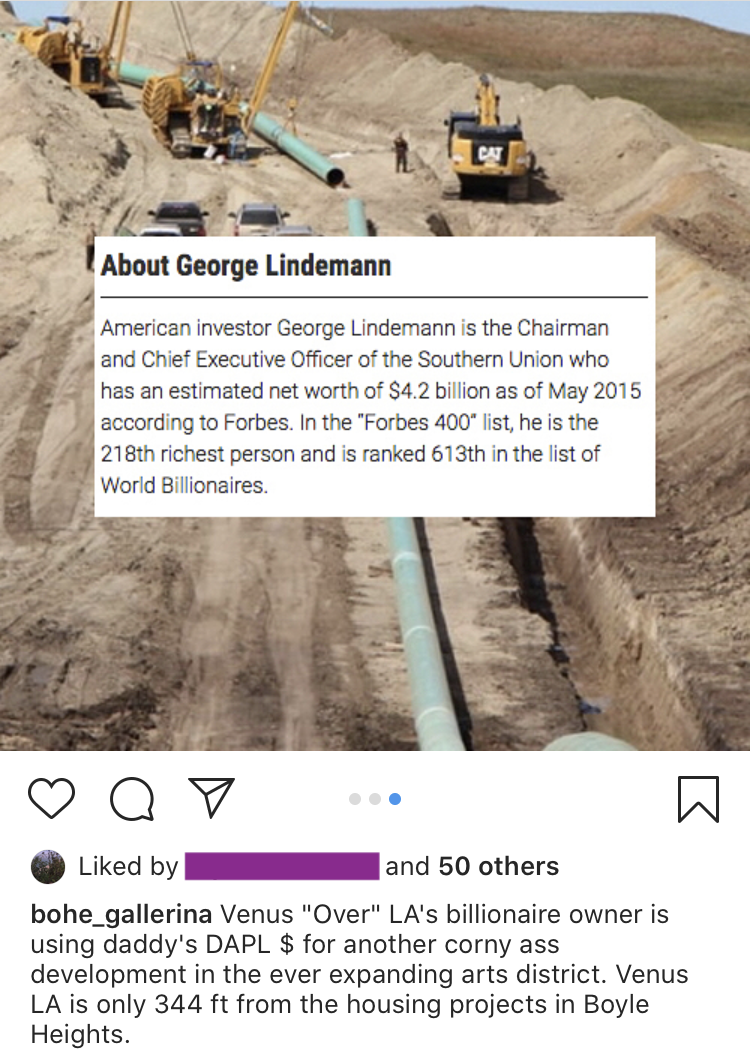 CAT
About George Lindemann
American investor George Lindemann is the Chairman
and Chief Executive Officer of the Southern Union who
has an estimated net worth of $4.2 billion as of May 2015
according to Forbes. In the "Forbes 400" list, he is the
218th richest person and is ranked 613th in the list of
World Billionaires.
Liked by and 50 others
bohe_gallerina Venus "Over" LA's billionaire owner is
using daddy's DAPL $ for another corny ass
development in the ever expanding arts district. Venus
LA is only 344 ft from the housing projects in Boyle
Heights.